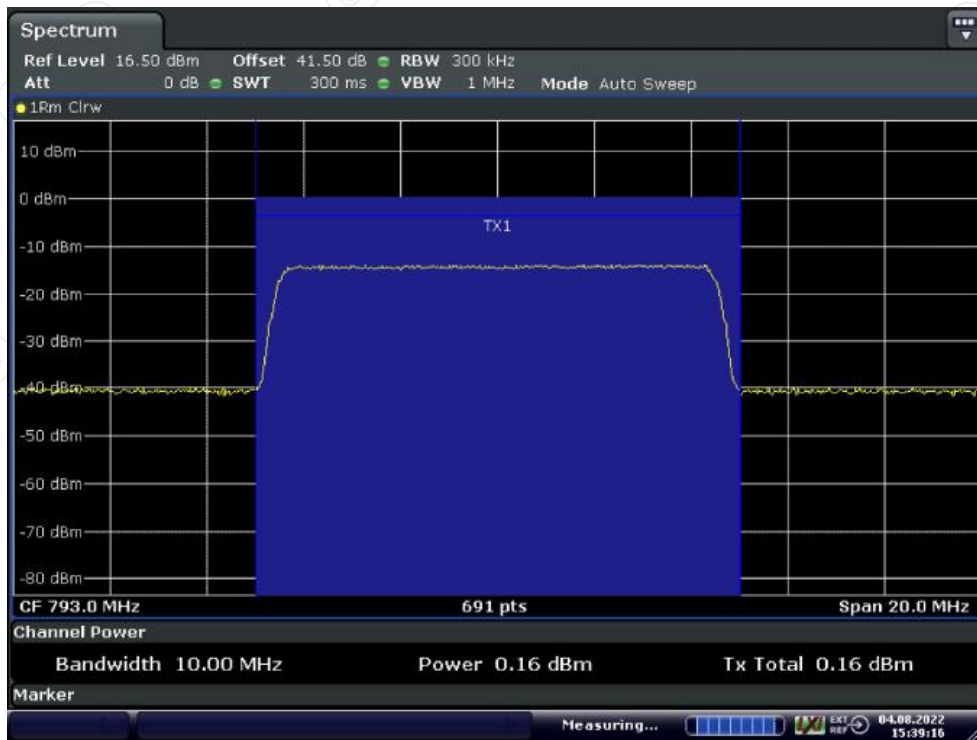 Spectrum
Ref Level 16.50 dBm Offset 41.50 dB RBW 300 kHz
Att 0 dB SWT 300 ms VBW 1 MHz Mode Auto Sweep
1Rm Clrw
10 dBm
0 dBm
TX1
-10 dBm
-20 dBm
-30 dBm
-40 dBm
-50 dBm
-60 dBm
-70 dBm
-80 dBm
CF 793.0 MHz 691 pts Span 20.0 MHz
Channel Power
Bandwidth 10.00 MHz Power 0.16 dBm Tx Total 0.16 dBm
Marker
Measuring... LXI EXT REF 04.08.2022
15:39:16